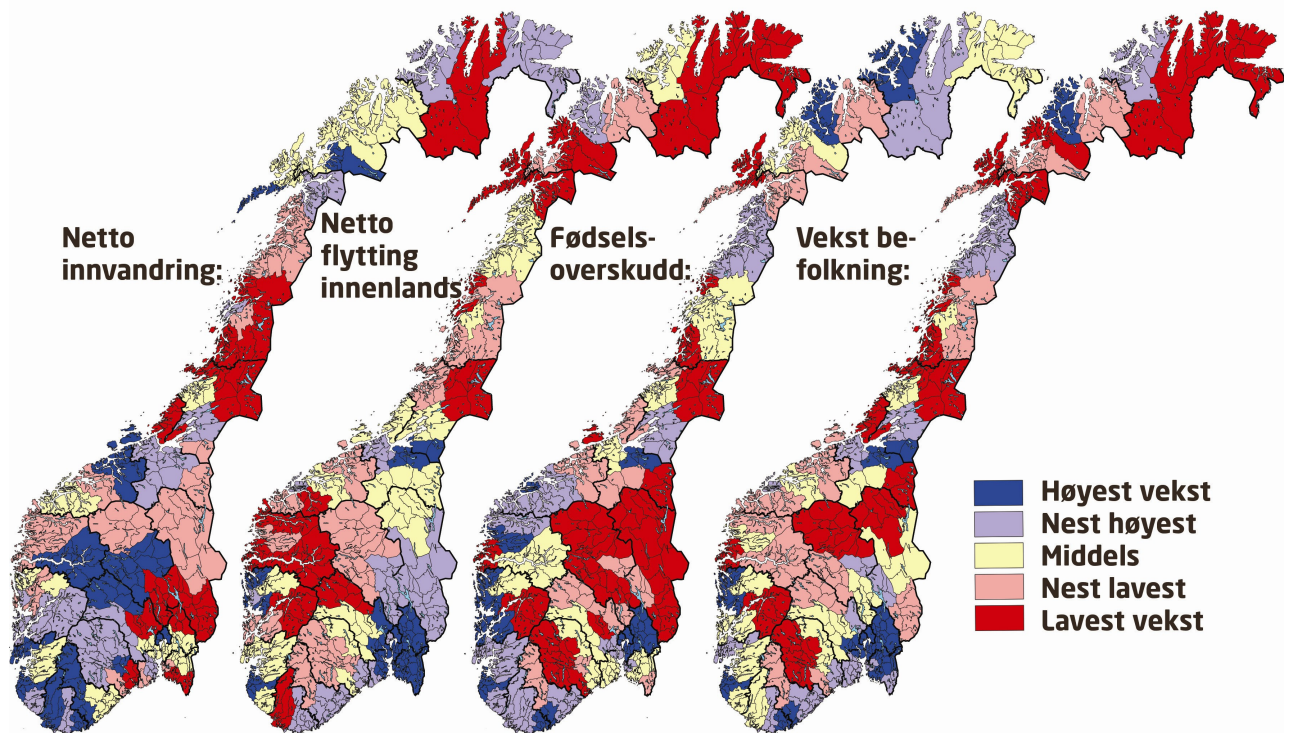 Netto
innvandring:
Netto
flytting
innenlands
Fødsels-
overskudd:
Vekst be-
folkning:
Høyest vekst
Nest høyest
Middels
Nest lavest
Lavest vekst